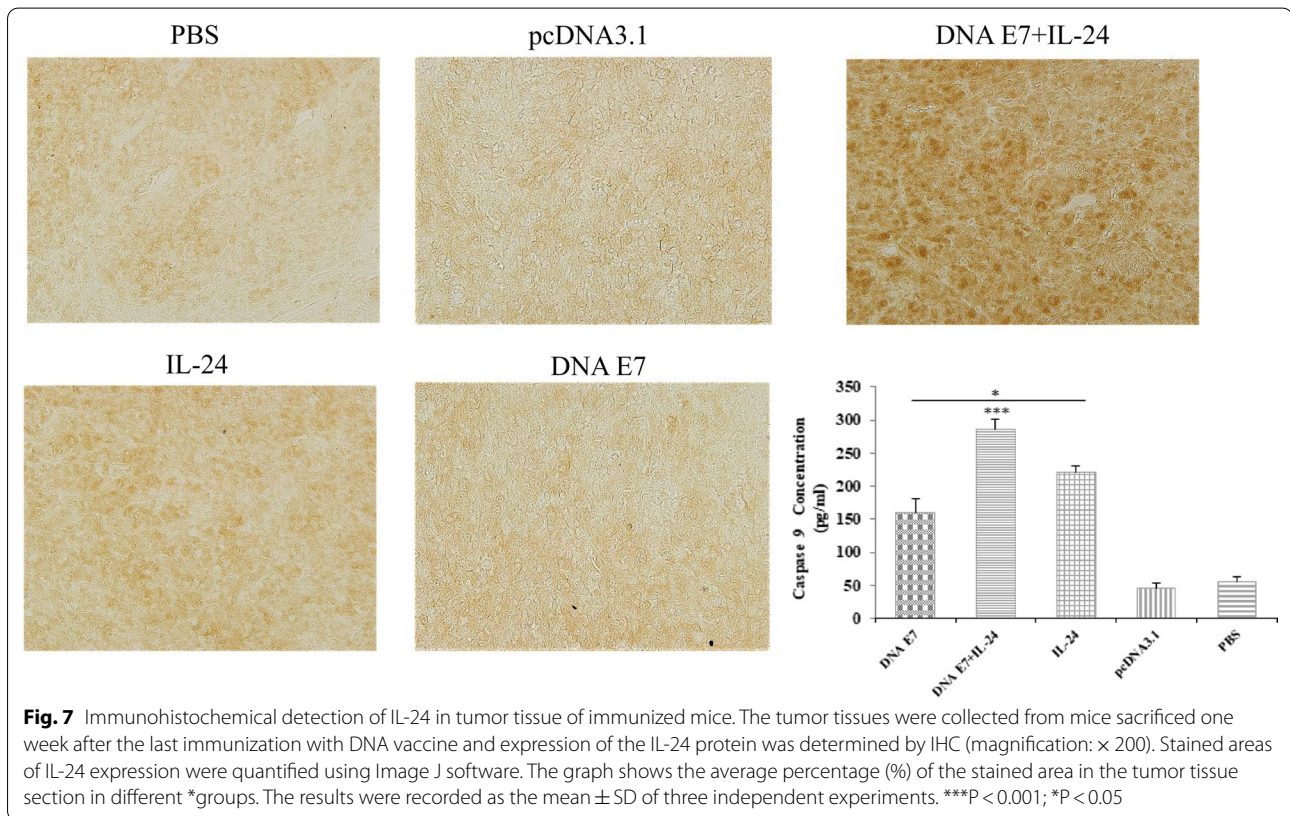 PBS
pcDNA3.1
DNA E7+IL-24
IL-24
DNA E7
Caspase 9 Concentration
(pg/ml)
350
300
250
200
150
100
50
0
*
***
DNA E7
DNA E7+IL-24
IL-24
pcDNA3.1
PBS
Fig. 7 Immunohistochemical detection of IL-24 in tumor tissue of immunized mice. The tumor tissues were collected from mice sacrificed one
week after the last immunization with DNA vaccine and expression of the IL-24 protein was determined by IHC (magnification: × 200). Stained areas
of IL-24 expression were quantified using Image J software. The graph shows the average percentage (%) of the stained area in the tumor tissue
section in different *groups. The results were recorded as the mean ± SD of three independent experiments. ***P < 0.001; *P < 0.05